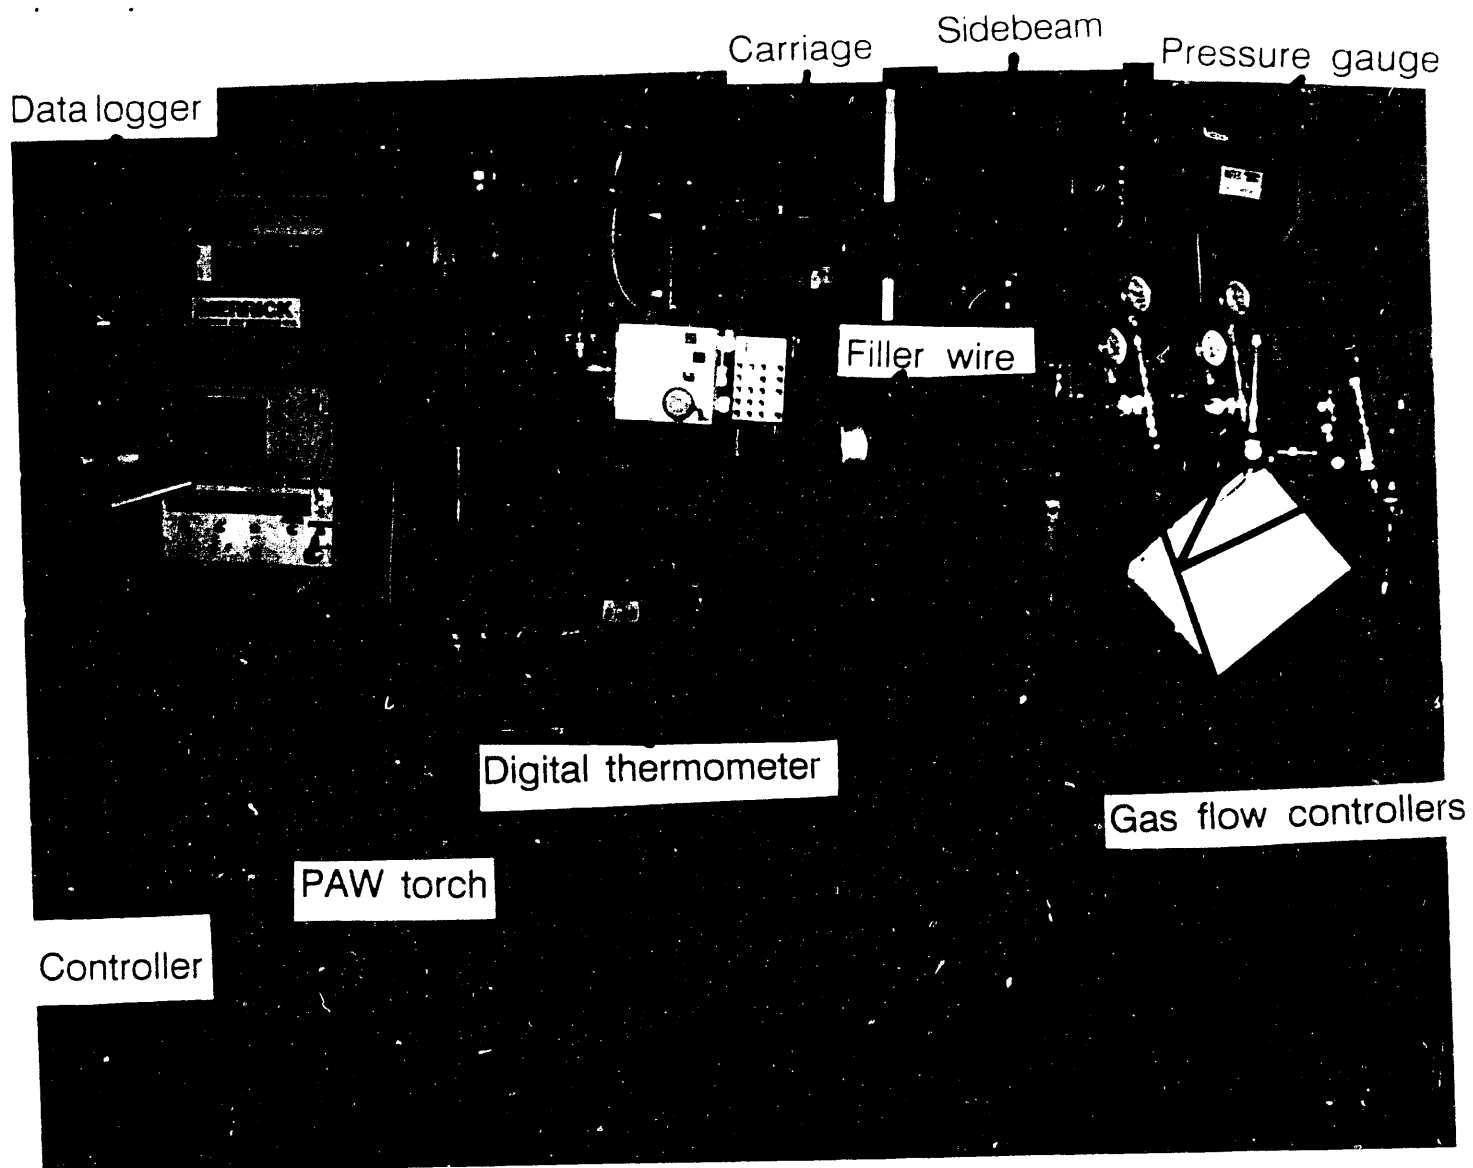 Sidebeam
Carriage
Pressure gauge
Data logger
Filler wire
Digital thermometer
Gas flow controllers
PAW torch
Controller